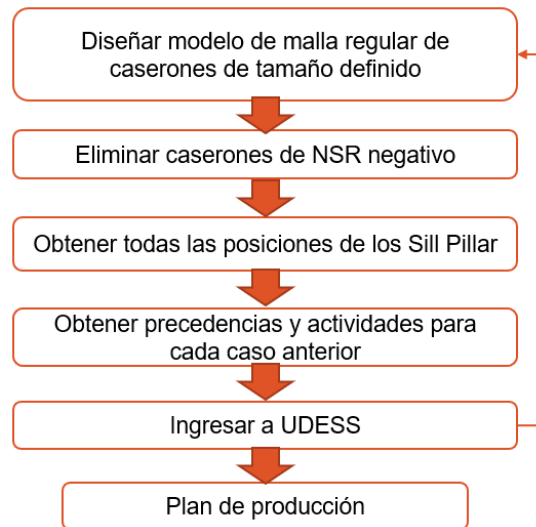 Diseñar modelo de malla regular de
caserones de tamaño definido
Eliminar caserones de NSR negativo
Obtener todas las posiciones de los Sill Pillar
Obtener precedencias y actividades para
cada caso anterior
Ingresar a UDESS
Plan de producción